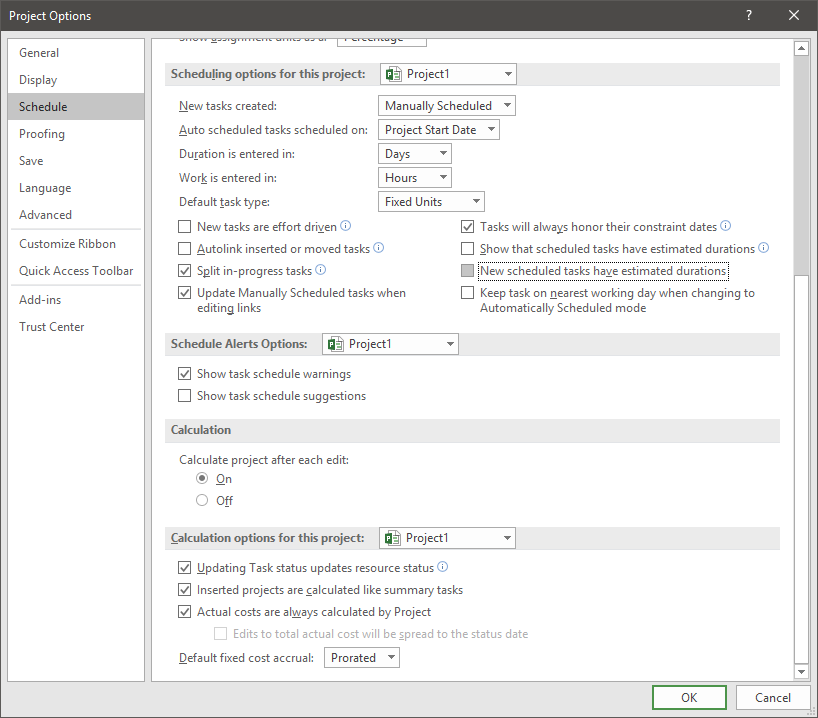 Project Options
?
General
Display
Schedule
Proofing
Save
Language
Advanced
Customize Ribbon
Quick Access Toolbar
Add-ins
Trust Center
Show assignment units as a: Percentage
Scheduling options for this project: Project1
New tasks created: Manually Scheduled
Auto scheduled tasks scheduled on: Project Start Date
Duration is entered in: Days
Work is entered in: Hours
Default task type: Fixed Units
New tasks are effort driven
Autolink inserted or moved tasks
Split in-progress tasks
Update Manually Scheduled tasks when
editing links
Tasks will always honor their constraint dates
Show that scheduled tasks have estimated durations
New scheduled tasks have estimated durations
Keep task on nearest working day when changing to
Automatically Scheduled mode
Schedule Alerts Options: Project1
Show task schedule warnings
Show task schedule suggestions
Calculation
Calculate project after each edit:
On
Off
Calculation options for this project: Project1
Updating Task status updates resource status
Inserted projects are calculated like summary tasks
Actual costs are always calculated by Project
Edits to total actual cost will be spread to the status date
Default fixed cost accrual: Prorated
OK
Cancel